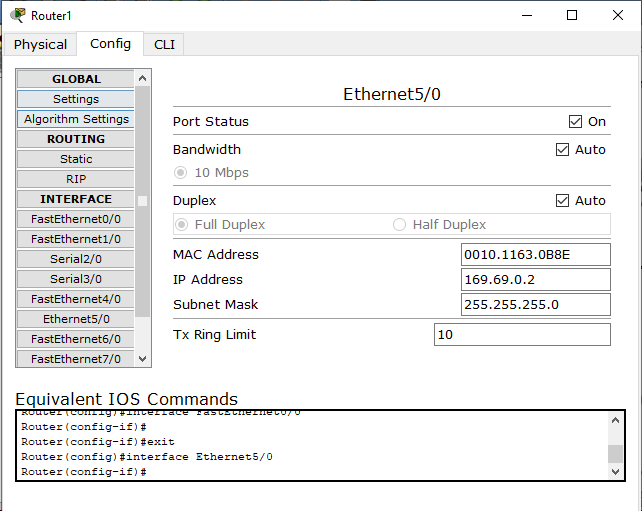 Router1
Physical Config CLI
GLOBAL
Settings
Algorithm Settings
ROUTING
Static
RIP
INTERFACE
FastEthernet0/0
FastEthernet1/0
Serial2/0
Serial3/0
FastEthernet4/0
Ethernet5/0
FastEthernet6/0
FastEthernet7/0
Ethernet5/0
Port Status On
Bandwidth Auto
10 Mbps
Duplex Auto
Full Duplex Half Duplex
MAC Address 0010.1163.0B8E
IP Address 169.69.0.2
Subnet Mask 255.255.255.0
Tx Ring Limit 10
Equivalent IOS Commands
Router(config)#interface FastEthernet0/0
Router(config-if)#
Router(config-if)#exit
Router(config)#interface Ethernet5/0
Router(config-if)#